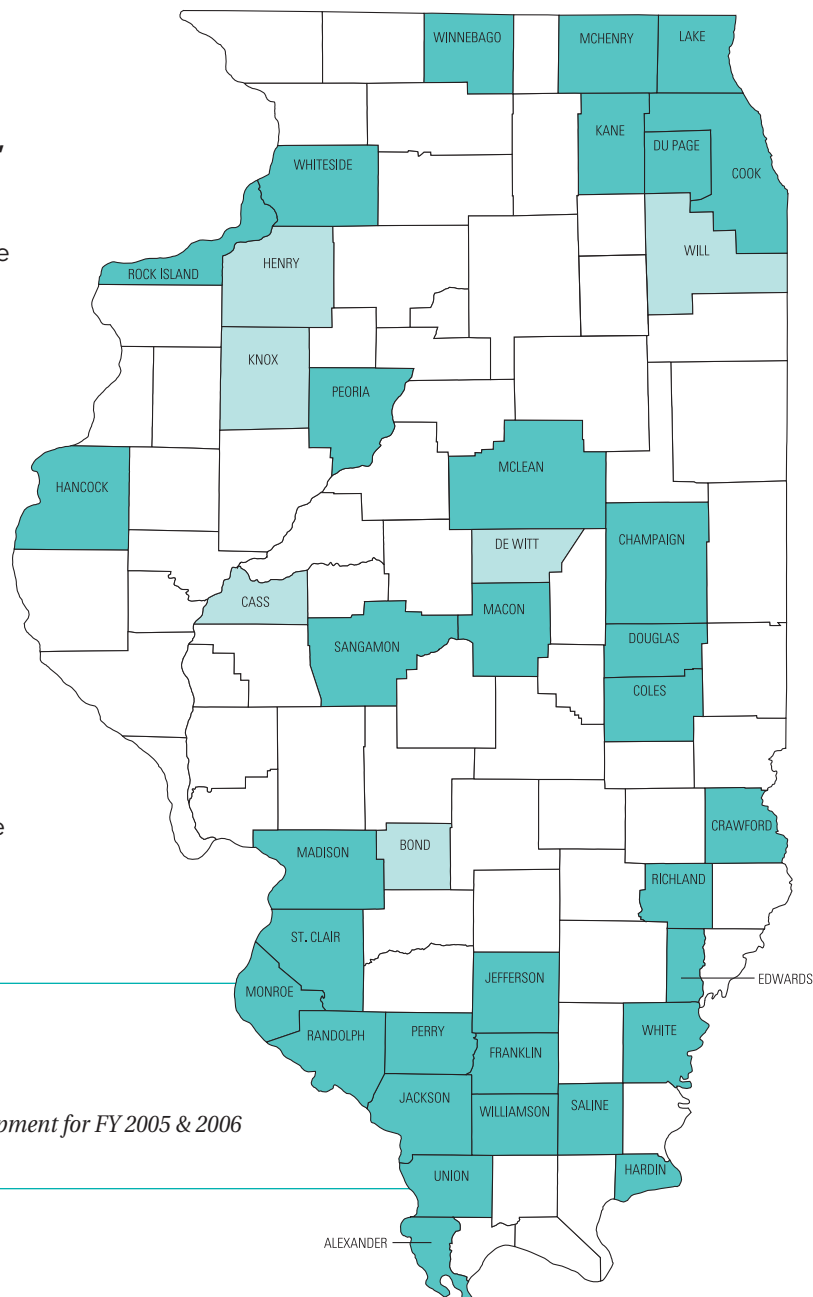 WINNEBAGO
MCHENRY
LAKE
KANE
DU PAGE
COOK
WHITESIDE
e
WILL
HENRY
ROCK ISLAND
KNOX
PEORIA
MCLEAN
HANCOCK
CHAMPAIGN
DE WITT
CASS
MACON
DOUGLAS
SANGAMON
COLES
e
CRAWFORD
MADISON
BOND
RICHLAND
ST. CLAIR
JEFFERSON
EDWARDS
MONROE
RANDOLPH
PERRY
WHITE
FRANKLIN
JACKSON
WILLIAMSON
SALINE
pment for FY 2005 & 2006
UNION
HARDIN
ALEXANDER